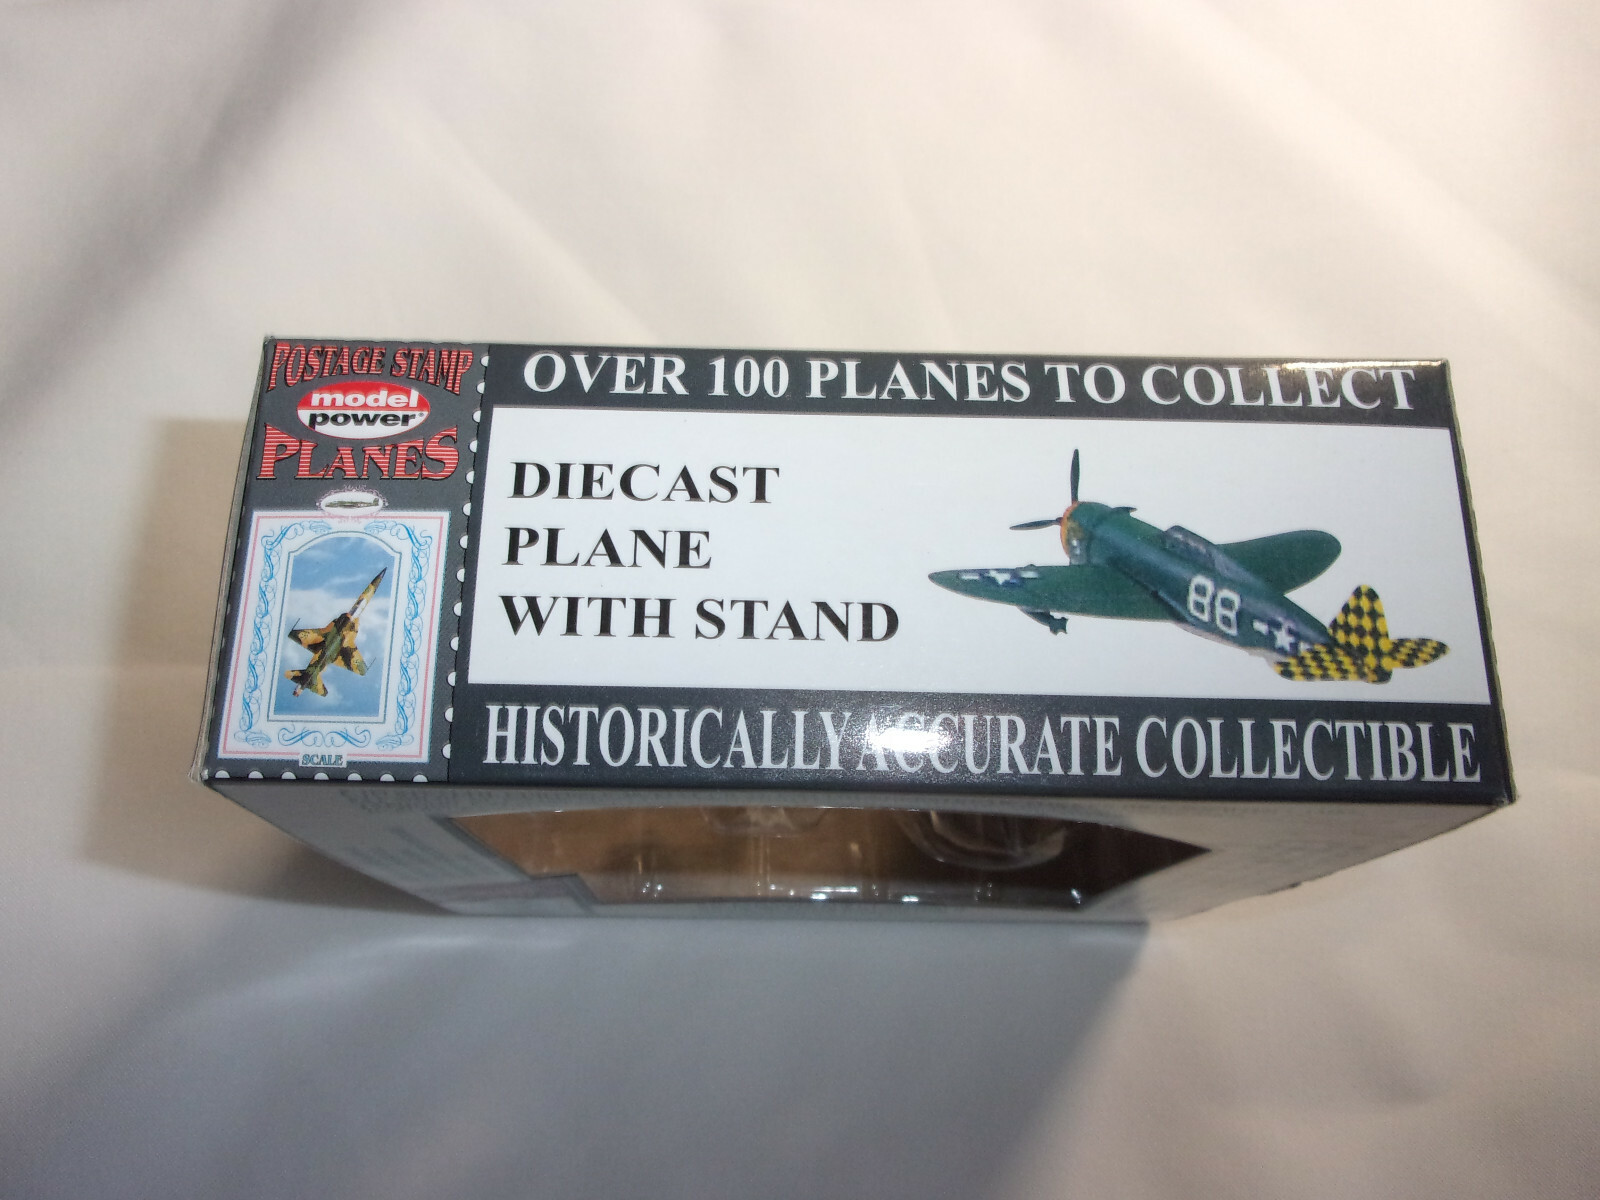 POSTAGE STAMP
model
power
PLANES
SCALE
OVER 100 PLANES TO COLLECT
DIECAST
PLANE
WITH STAND
88
HISTORICALLY ACCURATE COLLECTIBLE